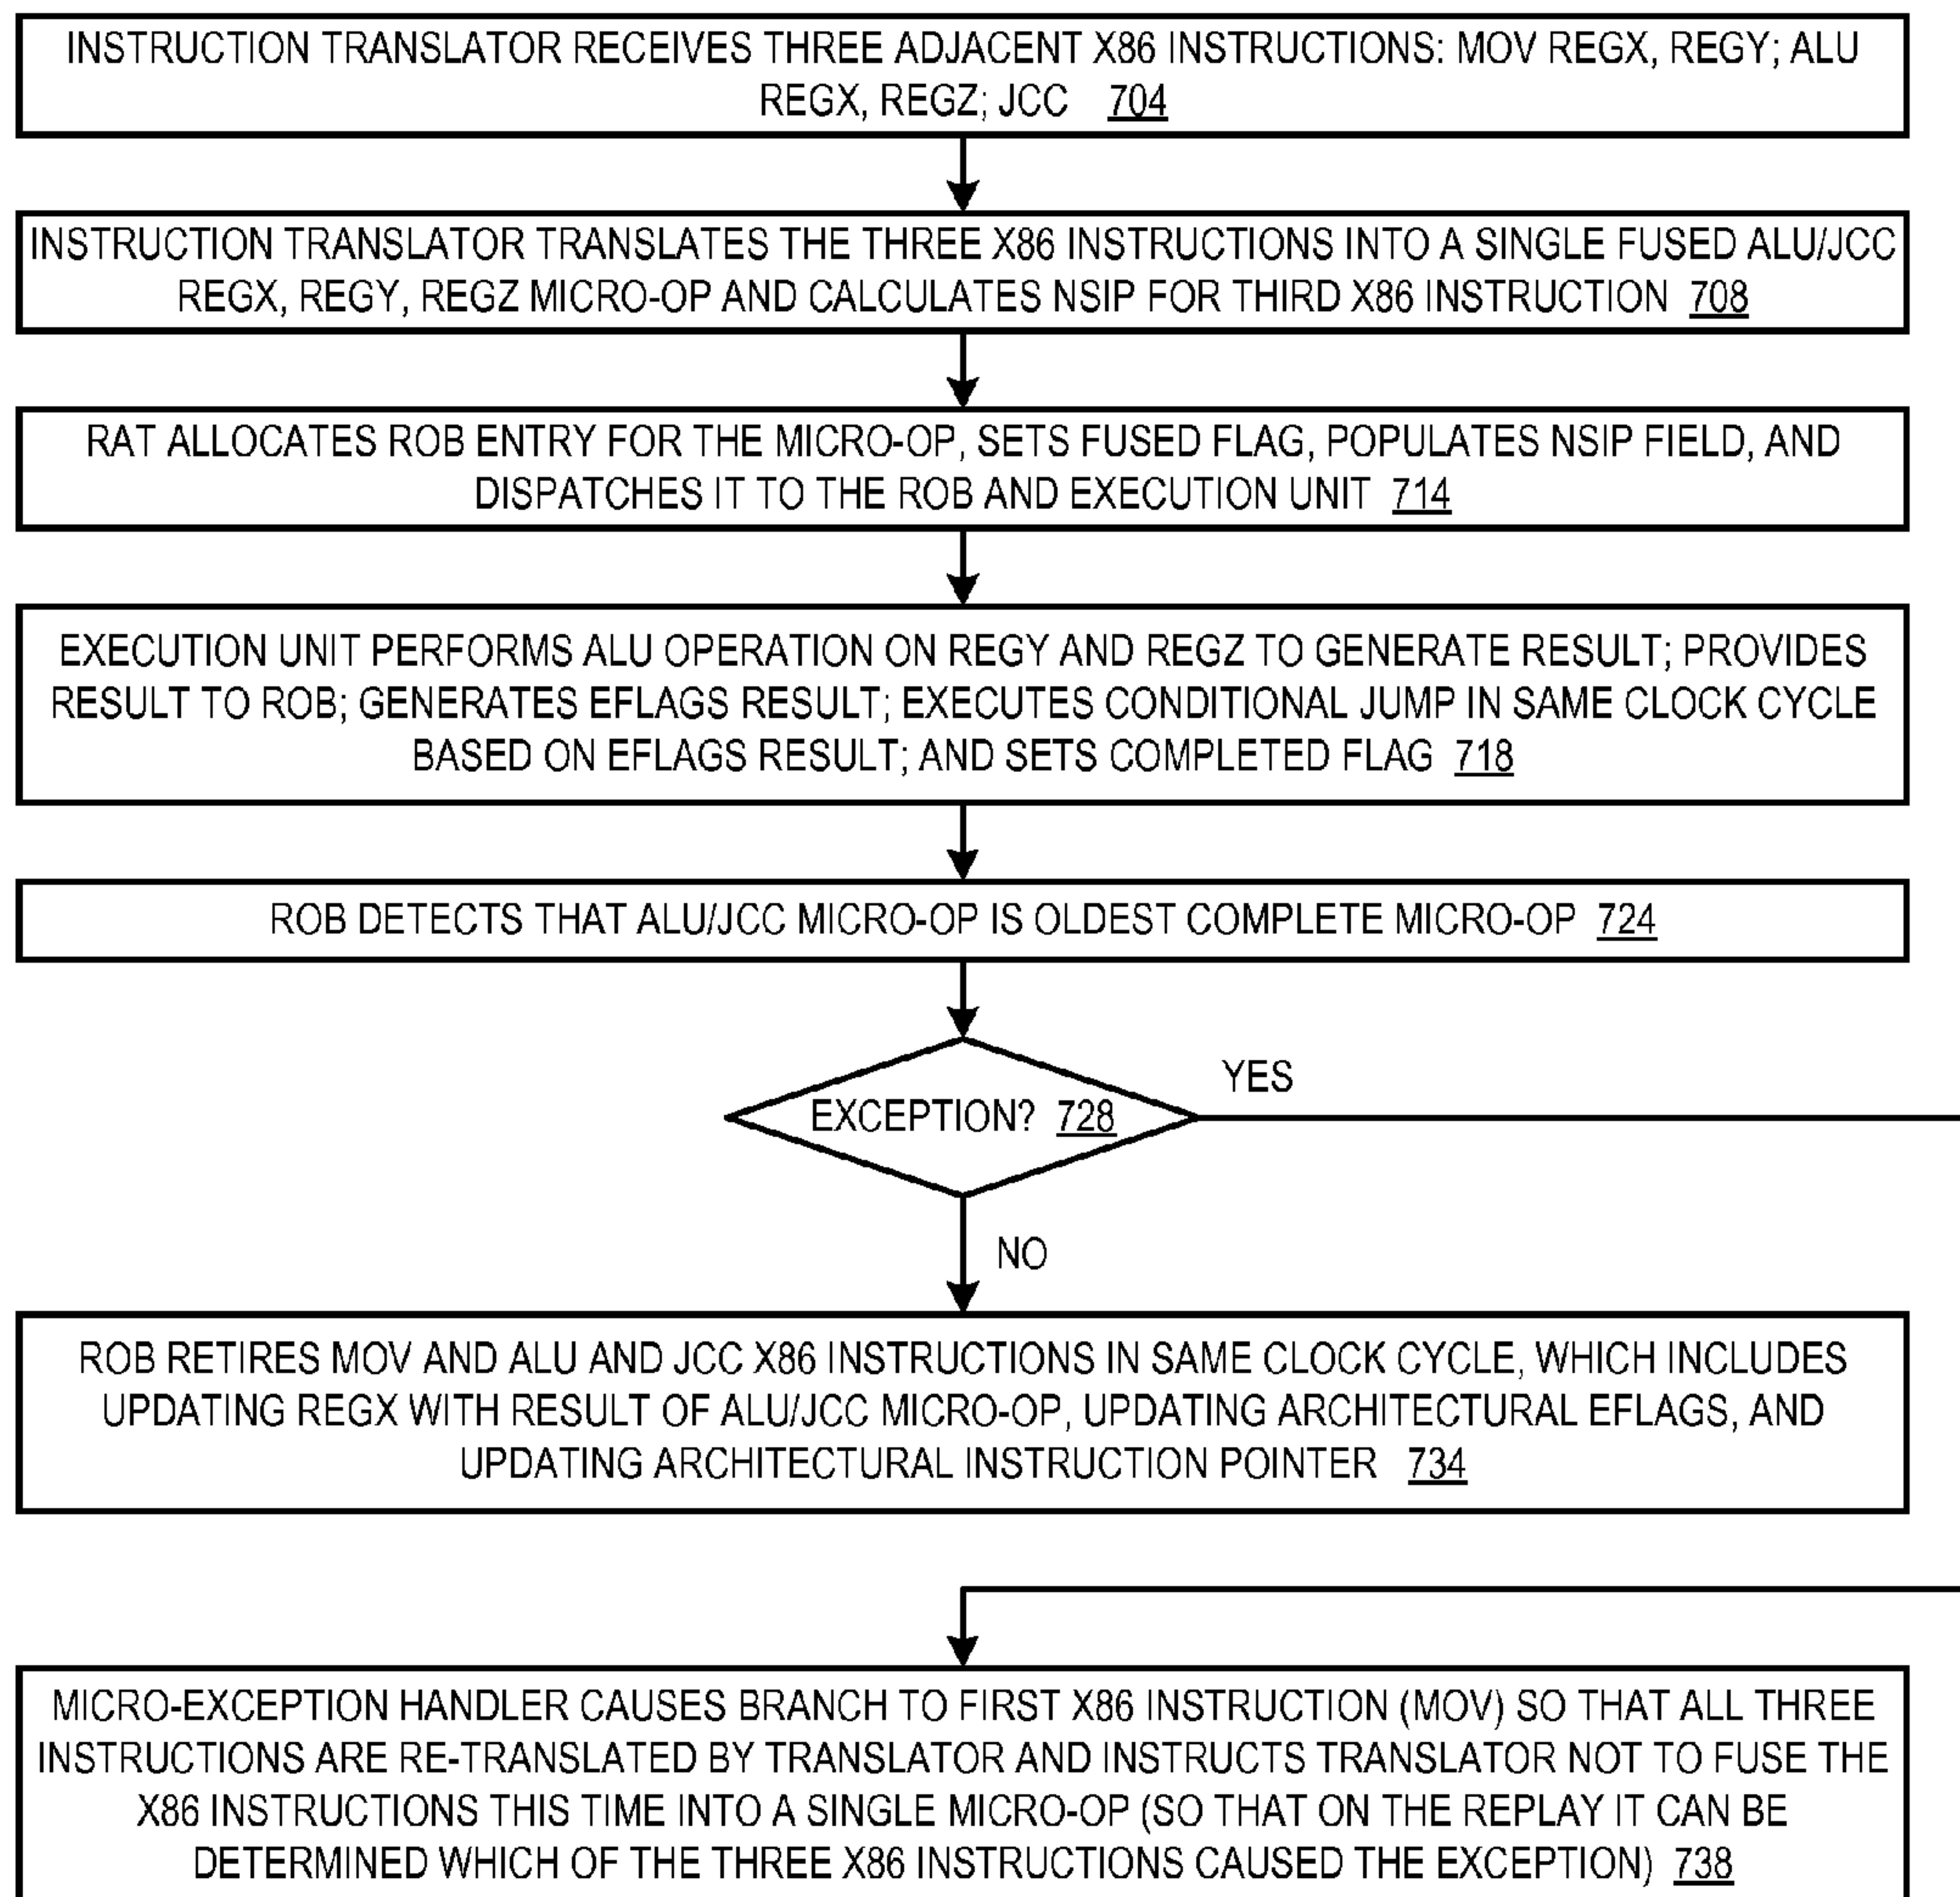 INSTRUCTION TRANSLATOR RECEIVES THREE ADJACENT X86 INSTRUCTIONS: MOV REGX, REGY; ALU
REGX, REGZ; JCC 704
INSTRUCTION TRANSLATOR TRANSLATES THE THREE X86 INSTRUCTIONS INTO A SINGLE FUSED ALU/JCC
REGX, REGY, REGZ MICRO-OP AND CALCULATES NSIP FOR THIRD X86 INSTRUCTION 708
RAT ALLOCATES ROB ENTRY FOR THE MICRO-OP, SETS FUSED FLAG, POPULATES NSIP FIELD, AND
DISPATCHES IT TO THE ROB AND EXECUTION UNIT 714
EXECUTION UNIT PERFORMS ALU OPERATION ON REGY AND REGZ TO GENERATE RESULT; PROVIDES
RESULT TO ROB; GENERATES EFLAGS RESULT; EXECUTES CONDITIONAL JUMP IN SAME CLOCK CYCLE
BASED ON EFLAGS RESULT; AND SETS COMPLETED FLAG 718
ROB DETECTS THAT ALU/JCC MICRO-OP IS OLDEST COMPLETE MICRO-OP 724
YES
EXCEPTION? 728
NO
ROB RETIRES MOV AND ALU AND JCC X86 INSTRUCTIONS IN SAME CLOCK CYCLE, WHICH INCLUDES
UPDATING REGX WITH RESULT OF ALU/JCC MICRO-OP, UPDATING ARCHITECTURAL EFLAGS, AND
UPDATING ARCHITECTURAL INSTRUCTION POINTER 734
MICRO-EXCEPTION HANDLER CAUSES BRANCH TO FIRST X86 INSTRUCTION (MOV) SO THAT ALL THREE
INSTRUCTIONS ARE RE-TRANSLATED BY TRANSLATOR AND INSTRUCTS TRANSLATOR NOT TO FUSE THE
X86 INSTRUCTIONS THIS TIME INTO A SINGLE MICRO-OP (SO THAT ON THE REPLAY IT CAN BE
DETERMINED WHICH OF THE THREE X86 INSTRUCTIONS CAUSED THE EXCEPTION) 738